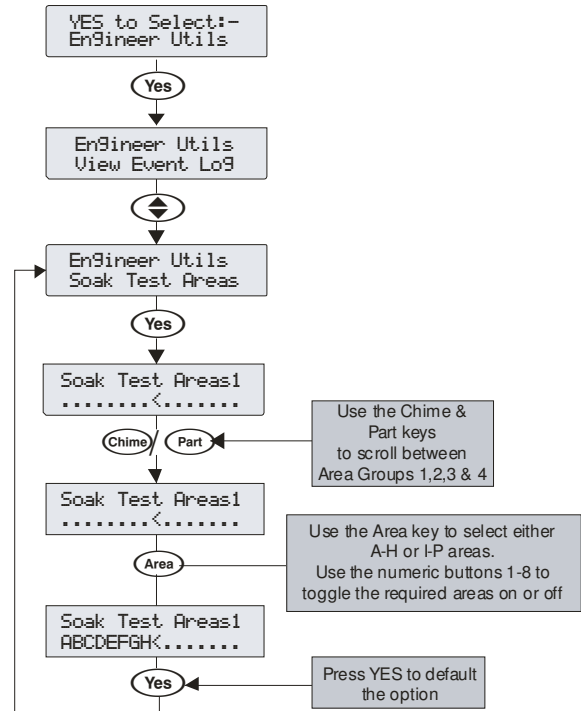 YES to Select:-
Engineer Utils
Yes
Engineer Utils
View Event Log
Engineer Utils
Soak Test Areas
Yes
Soak Test Areas1
........<.......
Chime / Part
Use the Chime &
Part keys
to scroll between
Area Groups 1,2,3 & 4
Soak Test Areas1
........<.......
Area
Use the Area key to select either
A-H or I-P areas.
Use the numeric buttons 1-8 to
toggle the required areas on or off
Soak Test Areas1
ABCDEFGH<.......
Yes
Press YES to default
the option